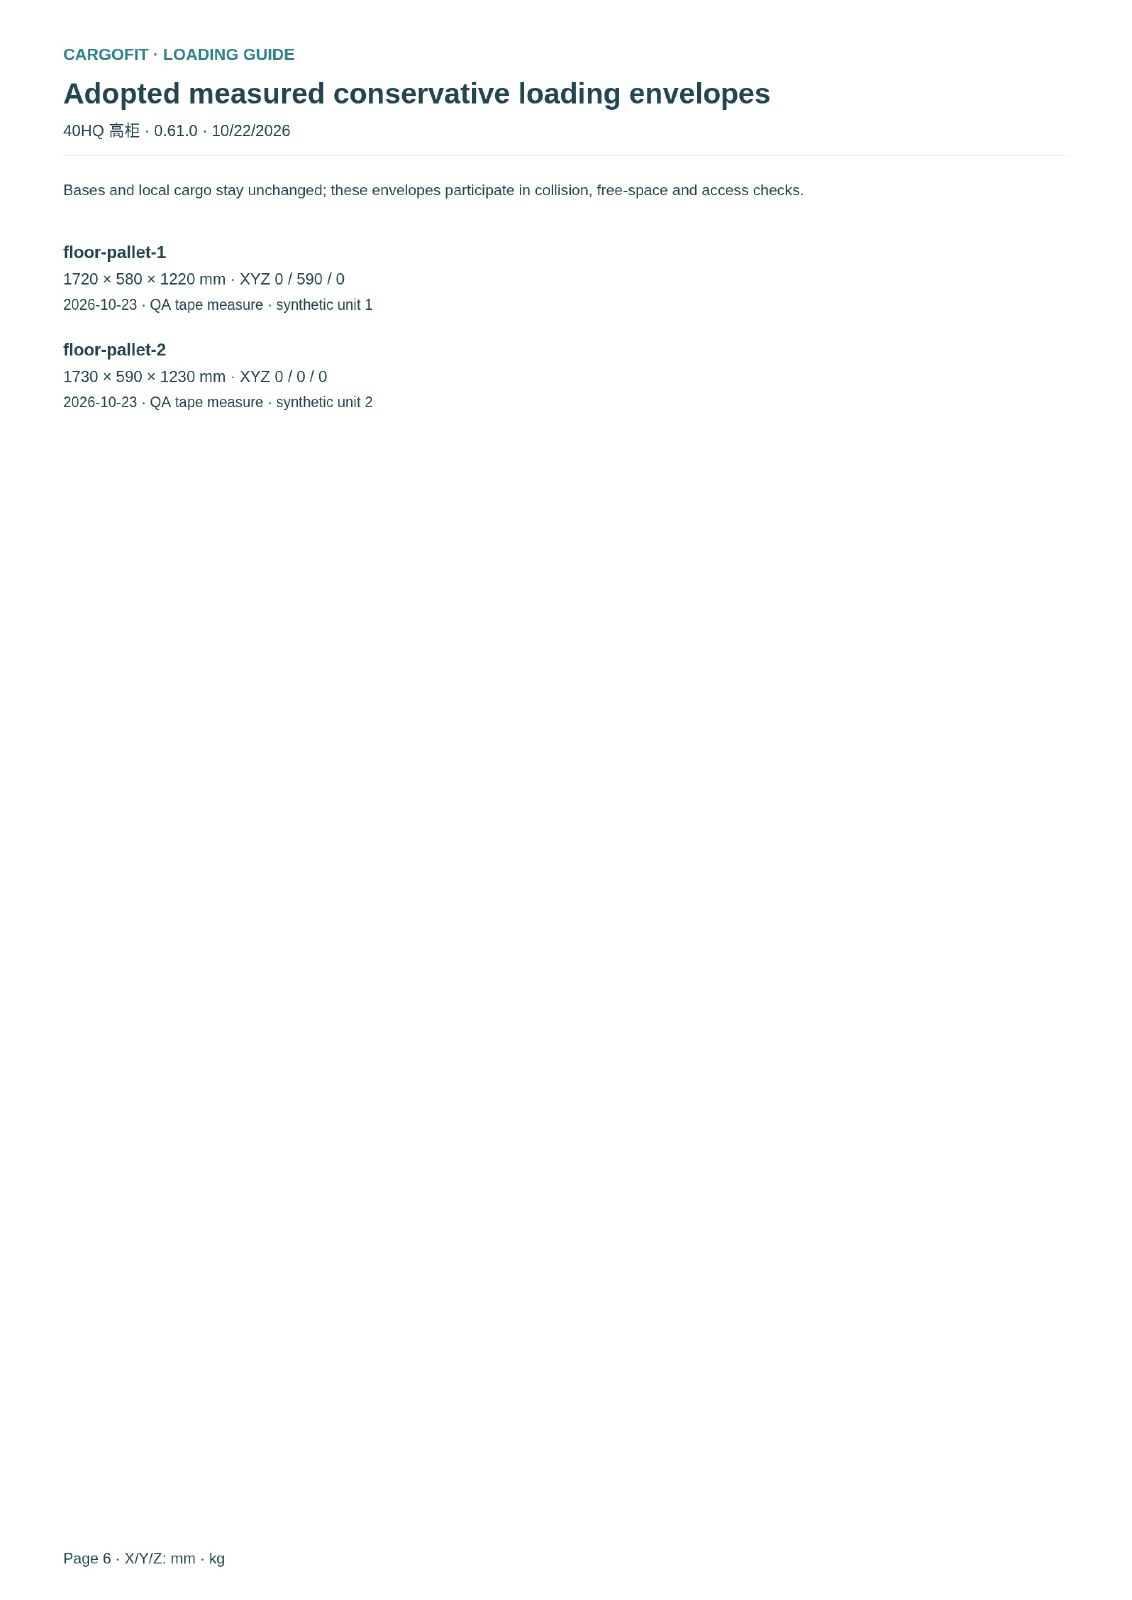 CARGOFIT · LOADING GUIDE
Adopted measured conservative loading envelopes
40HQ 高柜 · 0.61.0 · 10/22/2026
Bases and local cargo stay unchanged; these envelopes participate in collision, free-space and access checks.
floor-pallet-1
1720 × 580 × 1220 mm · XYZ 0 / 590 / 0
2026-10-23 · QA tape measure · synthetic unit 1
floor-pallet-2
1730 × 590 × 1230 mm · XYZ 0 / 0 / 0
2026-10-23 · QA tape measure · synthetic unit 2
Page 6 · X/Y/Z: mm · kg